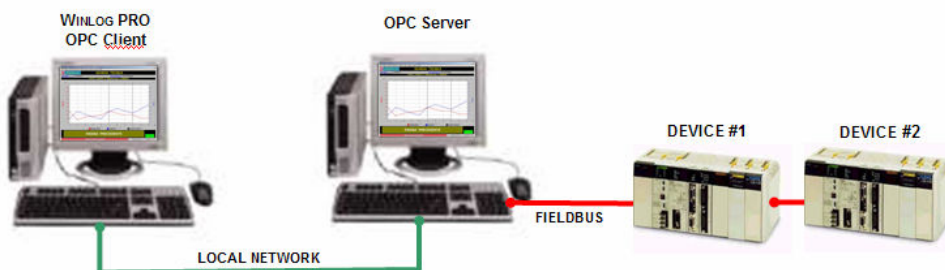 WINLOG PRO
OPC Client
OPC Server
DEVICE #1
DEVICE #2
FIELDBUS
LOCAL NETWORK